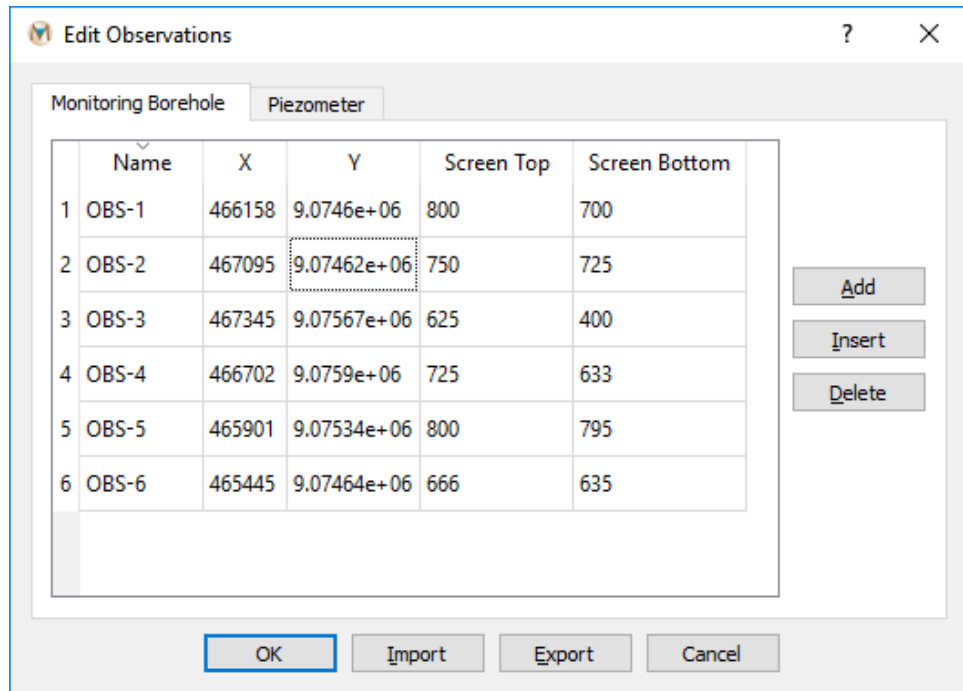 Edit Observations ?
Monitoring Borehole Piezometer
Name X Y Screen Top Screen Bottom
1 OBS-1 466158 9.0746e+06 800 700
2 OBS-2 467095 9.07462e+06 750 725
3 OBS-3 467345 9.07567e+06 625 400
4 OBS-4 466702 9.0759e+06 725 633
5 OBS-5 465901 9.07534e+06 800 795
6 OBS-6 465445 9.07464e+06 666 635
Add
Insert
Delete
OK Import Export Cancel